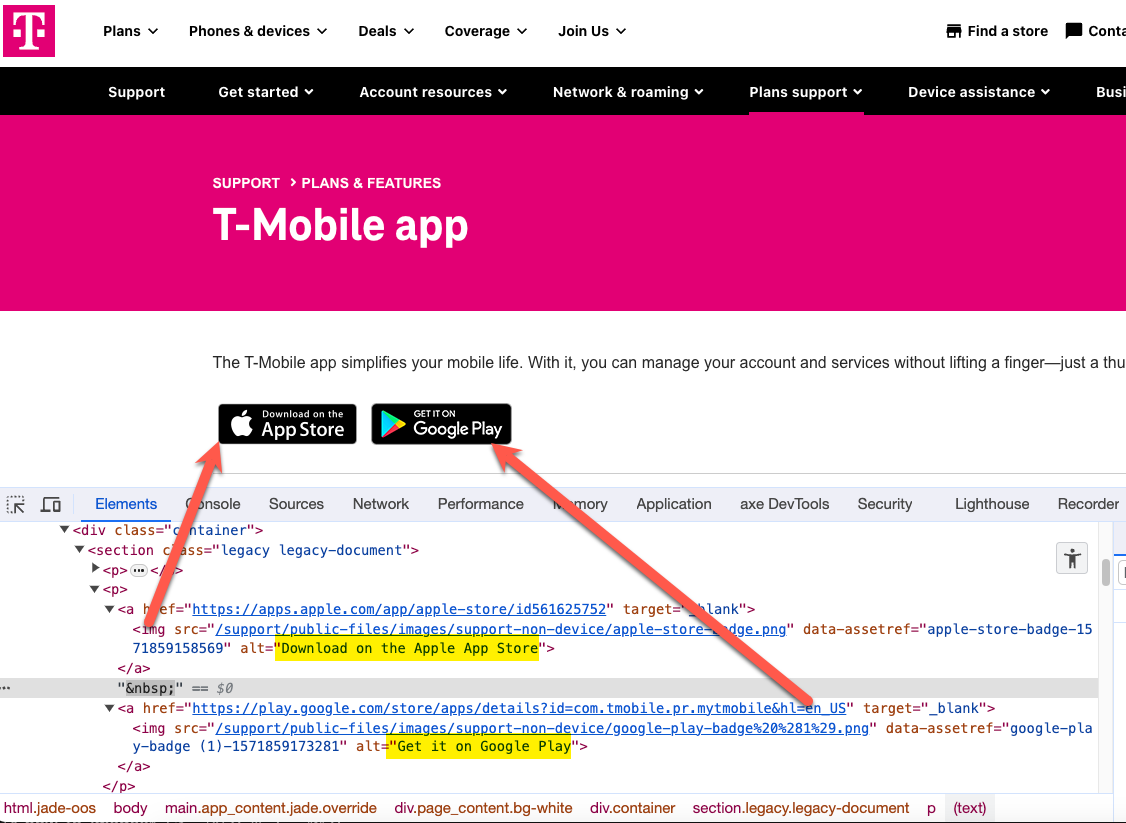 T
Plans Phones & devices Deals Coverage Join Us Find a store Conta
Support Get started Account resources Network & roaming Plans support Device assistance Busi
SUPPORT > PLANS & FEATURES
T-Mobile app
The T-Mobile app simplifies your mobile life. With it, you can manage your account and services without lifting a finger—just a thu
Download on the App Store
GET IT ON Google Play
Elements Console Sources Network Performance Memory Application axe DevTools Security Lighthouse Recorder
<div class="container">
<section class="legacy legacy-document">
<p>…</p>
<p>
<a href="https://apps.apple.com/app/apple-store/id561625752" target="_blank">
<img src="/support/public-files/images/support-non-device/apple-store-badge.png" data-assetref="apple-store-badge-15
71859158569" alt="Download on the Apple App Store">
</a>
"&nbsp;" == $0
<a href="https://play.google.com/store/apps/details?id=com.tmobile.pr.mytmobile&hl=en_US" target="_blank">
<img src="/support/public-files/images/support-non-device/google-play-badge%20%281%29.png" data-assetref="google-pla
y-badge (1)-1571859173281" alt="Get it on Google Play">
</a>
</p>
html.jade-oos body main.app_content.jade.override div.page_content.bg-white div.container section.legacy.legacy-document p (text)